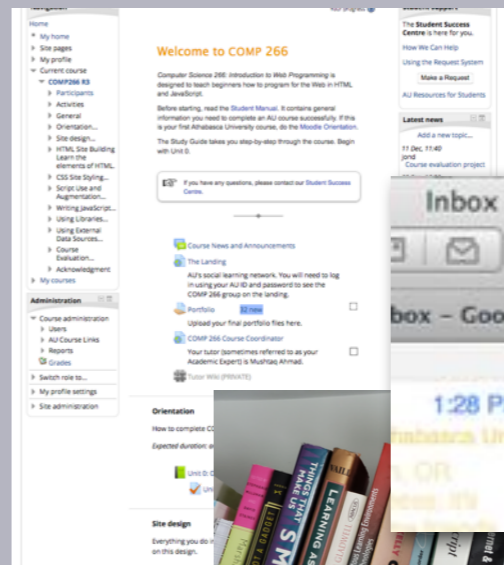 Home
My home
Site pages
My profile
Current course
COMP266 R3
Participants
Activities
General
Orientation...
Site design...
HTML Site Building
Learn the
elements of HTML.
CSS Site Styling...
Script Use and
Augmentation...
Writing JavaScript...
Using Libraries...
Using External
Data Sources...
Course
Evaluation...
Acknowledgment
My courses
Administration
Course administration
Users
AU Course Links
Reports
Grades
Switch role to...
My profile settings
Site administration
Welcome to COMP 266
Computer Science 266: Introduction to Web Programming is
designed to teach beginners how to program for the Web in HTML
and JavaScript.
Before starting, read the Student Manual. It contains general
information you need to complete an AU course successfully. If this
is your first Athabasca University course, do the Moodle Orientation.
The Study Guide takes you step-by-step through the course. Begin
with Unit 0.
If you have any questions, please contact our Student Success
Centre.
Course News and Announcements
The Landing
AU's social learning network. You will need to log
in using your AU ID and password to see the
COMP 266 group on the landing.
Portfolio 32 new
Upload your final portfolio files here.
COMP 266 Course Coordinator
Your tutor (sometimes referred to as your
Academic Expert) is Mushtaq Ahmad.
Tutor Wiki (PRIVATE)
Orientation
How to complete CO
Expected duration:
Unit 0:
Uni
Site design
Everything you do i
on this design.
The Student Success
Centre is here for you.
How We Can Help
Using the Request System
Make a Request
AU Resources for Students
Latest news
Add a new topic...
11 Dec, 11:40
jond
Course evaluation project
Inbox
box – Goo
1:28 P
THINGS THAT
MAKE US
SM
LEARNING
GADGET